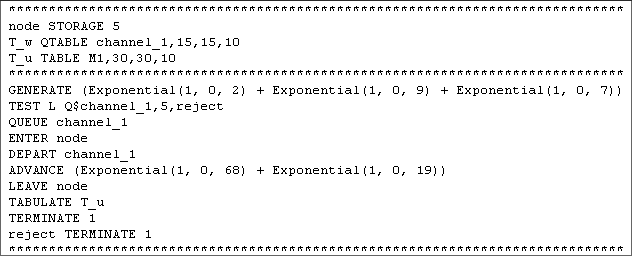 ******************************************************************************
node STORAGE 5
T_w QTABLE channel_1,15,15,10
T_u TABLE M1,30,30,10
******************************************************************************
GENERATE (Exponential(1, 0, 2) + Exponential(1, 0, 9) + Exponential(1, 0, 7))
TEST L Q$channel_1,5,reject
QUEUE channel_1
ENTER node
DEPART channel_1
ADVANCE (Exponential(1, 0, 68) + Exponential(1, 0, 19))
LEAVE node
TABULATE T_u
TERMINATE 1
reject TERMINATE 1
******************************************************************************